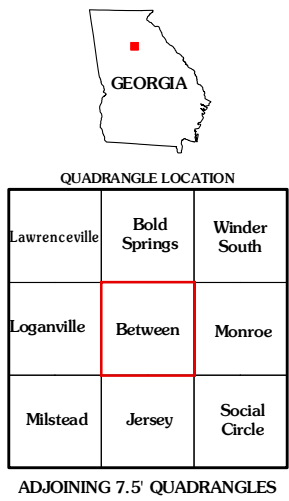 GEORGIA
QUADRANGLE LOCATION
Lawrenceville
Bold
Springs
Winder
South
Loganville
Between
Monroe
Milstead
Jersey
Social
Circle
ADJOINING 7.5' QUADRANGLES